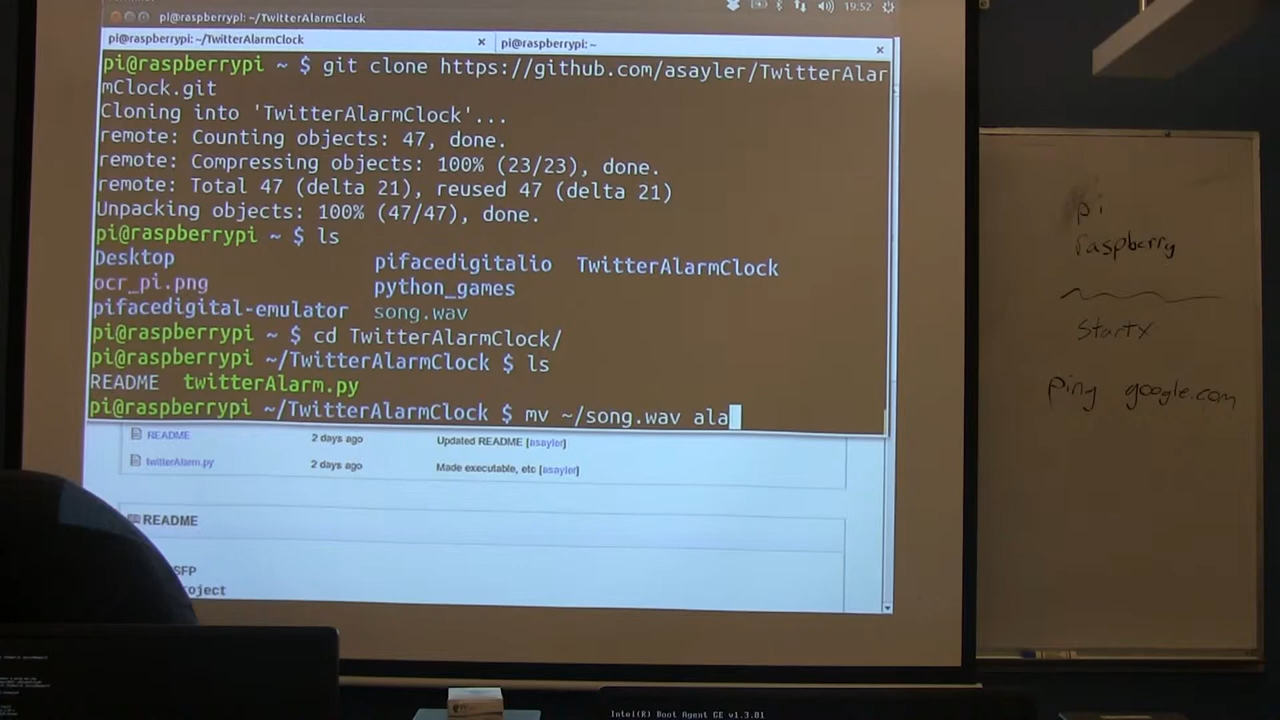 pi@raspberrypi: ~/TwitterAlarmClock
19:52
pi@raspberrypi: ~/TwitterAlarmClock
pi@raspberrypi: ~
pi@raspberrypi ~ $ git clone https://github.com/asayler/TwitterAlar
mClock.git
Cloning into 'TwitterAlarmClock'...
remote: Counting objects: 47, done.
remote: Compressing objects: 100% (23/23), done.
remote: Total 47 (delta 21), reused 47 (delta 21)
Unpacking objects: 100% (47/47), done.
pi@raspberrypi ~ $ ls
Desktop pifacedigitalio TwitterAlarmClock
ocr_pi.png python_games
pifacedigital-emulator song.wav
pi@raspberrypi ~ $ cd TwitterAlarmClock/
pi@raspberrypi ~/TwitterAlarmClock $ ls
README twitterAlarm.py
pi@raspberrypi ~/TwitterAlarmClock $ mv ~/song.wav ala
README 2 days ago Updated README [asayler]
twitterAlarm.py 2 days ago Made executable, etc [asayler]
README
SFP
roject
pi
raspberry
startx
ping google.com
Intel(R) Boot Agent GE v1.3.81